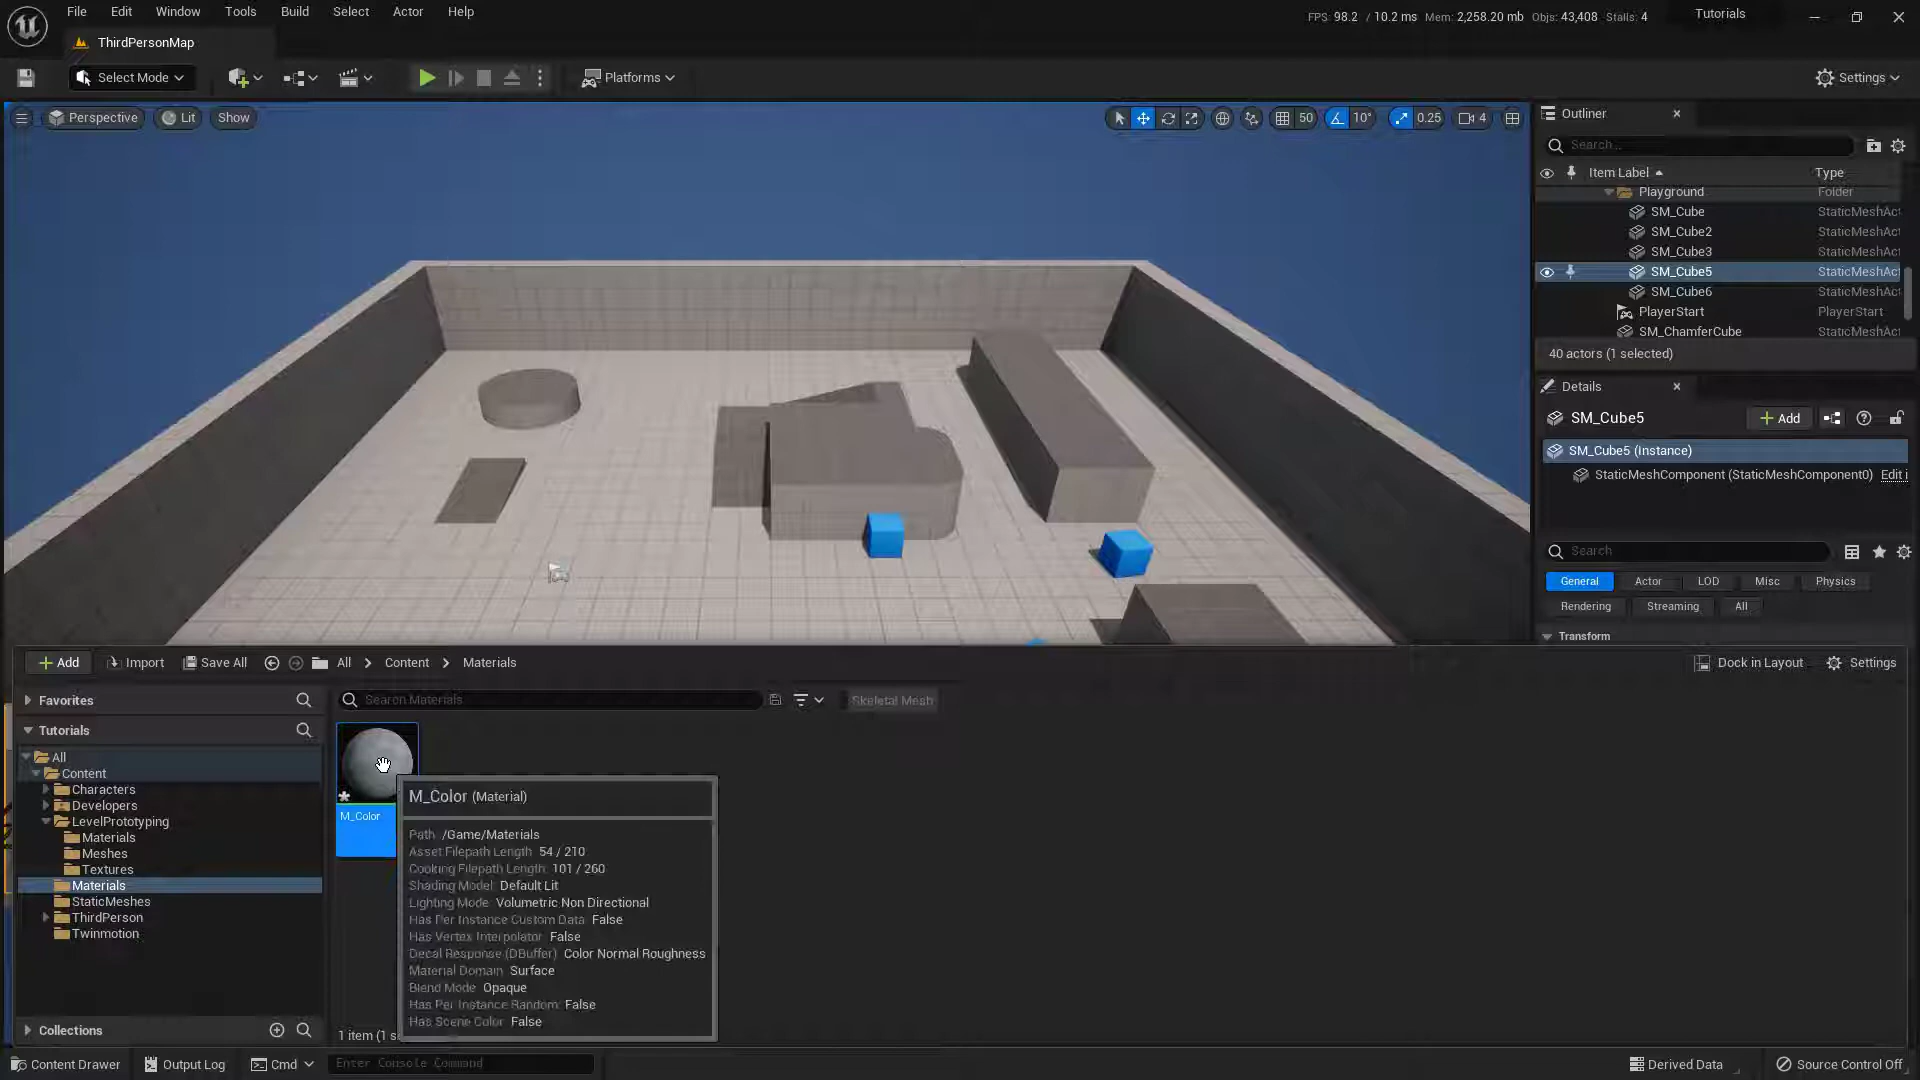 File Edit Window Tools Build Select Actor Help
FPS: 98.2 / 10.2 ms Mem: 2,258.20 mb Objs: 43,408 Stalls: 4
Tutorials
ThirdPersonMap
Select Mode
Platforms
Settings
Perspective Lit Show
50 10° 0.25 4
Outliner
Search...
Item Label Type
Playground Folder
SM_Cube StaticMeshAct
SM_Cube2 StaticMeshAct
SM_Cube3 StaticMeshAct
SM_Cube5 StaticMeshAct
SM_Cube6 StaticMeshAct
PlayerStart PlayerStart
SM_ChamferCube StaticMeshAct
40 actors (1 selected)
Details
SM_Cube5 Add
SM_Cube5 (Instance)
StaticMeshComponent (StaticMeshComponent0) Edit i
Search
General Actor LOD Misc Physics
Rendering Streaming All
Transform
Add Import Save All All Content Materials
Dock in Layout Settings
Favorites
Search Materials
Skeletal Mesh
Tutorials
All
Content
Characters
Developers
LevelPrototyping
Materials
Meshes
Textures
Materials
StaticMeshes
ThirdPerson
Twinmotion
Collections
M_Color
M_Color (Material)
Path /Game/Materials
Asset Filepath Length 54 / 210
Cooking Filepath Length 101 / 260
Shading Model Default Lit
Lighting Mode Volumetric Non Directional
Has Per Instance Custom Data False
Has Vertex Interpolator False
Decal Response (DBuffer) Color Normal Roughness
Material Domain Surface
Blend Mode Opaque
Has Per Instance Random False
Has Scene Color False
1 item (1 s
Content Drawer Output Log Cmd Enter Console Command
Derived Data Source Control Off